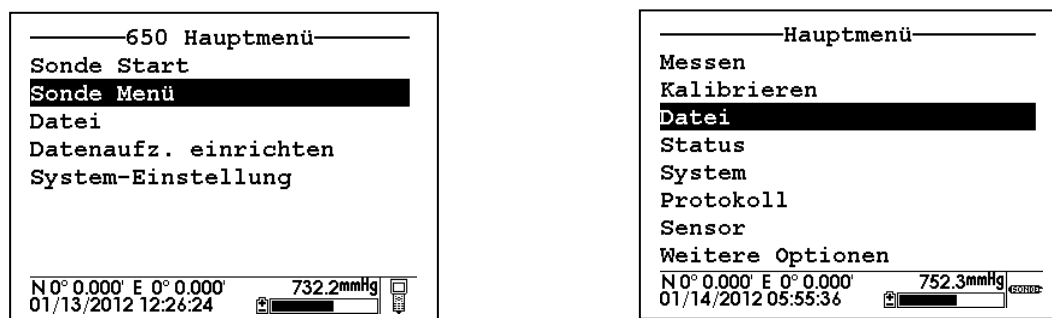 650 Hauptmenü
Sonde Start
Sonde Menü
Datei
Datenaufz. einrichten
System-Einstellung
N 0° 0.000' E 0° 0.000' 732.2mmHg
01/13/2012 12:26:24
Hauptmenü
Messen
Kalibrieren
Datei
Status
System
Protokoll
Sensor
Weitere Optionen
N 0° 0.000' E 0° 0.000' 752.3mmHg
01/14/2012 05:55:36